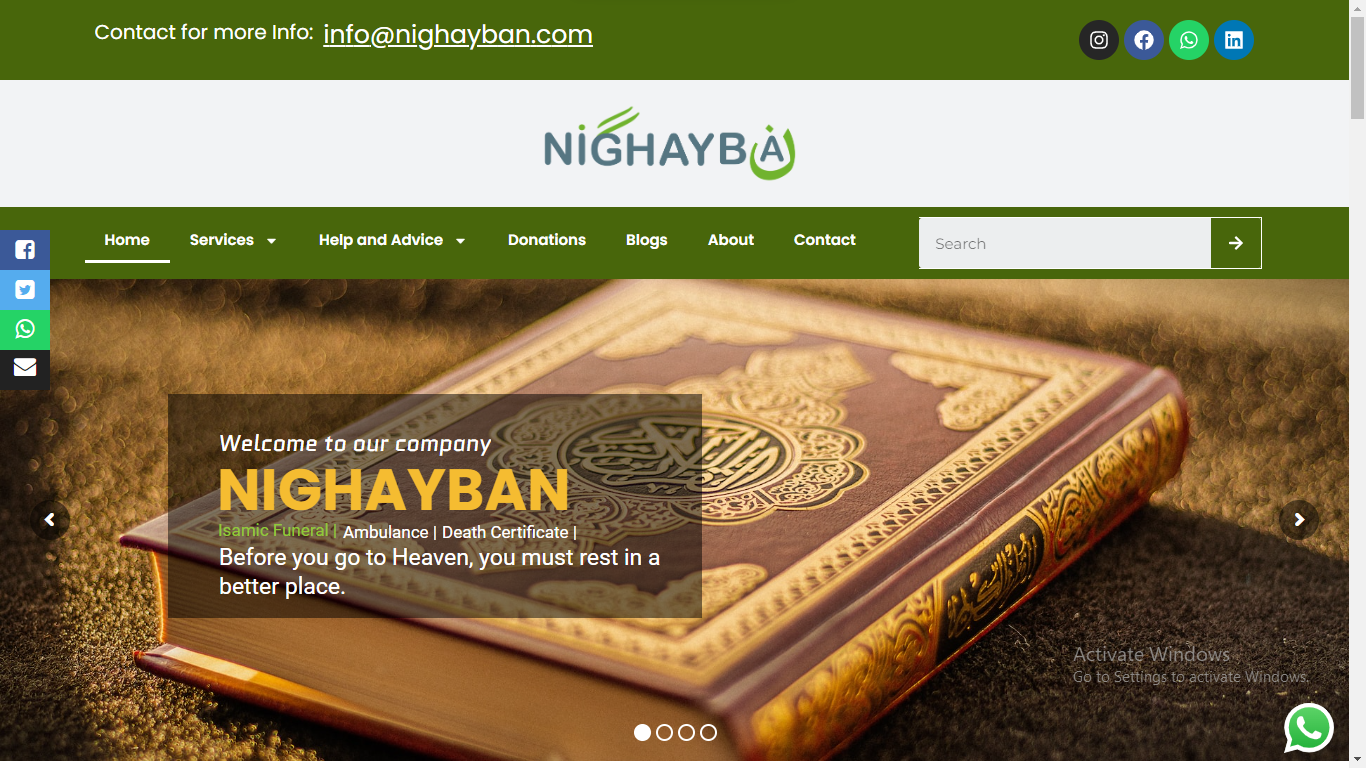 Contact for more Info: info@nighayban.com
NIGHAYBAن
Home Services Help and Advice Donations Blogs About Contact
Search
Welcome to our company
NIGHAYBAN
Isamic Funeral | Ambulance | Death Certificate |
Before you go to Heaven, you must rest in a
better place.
Activate Windows
Go to Settings to activate Windows.